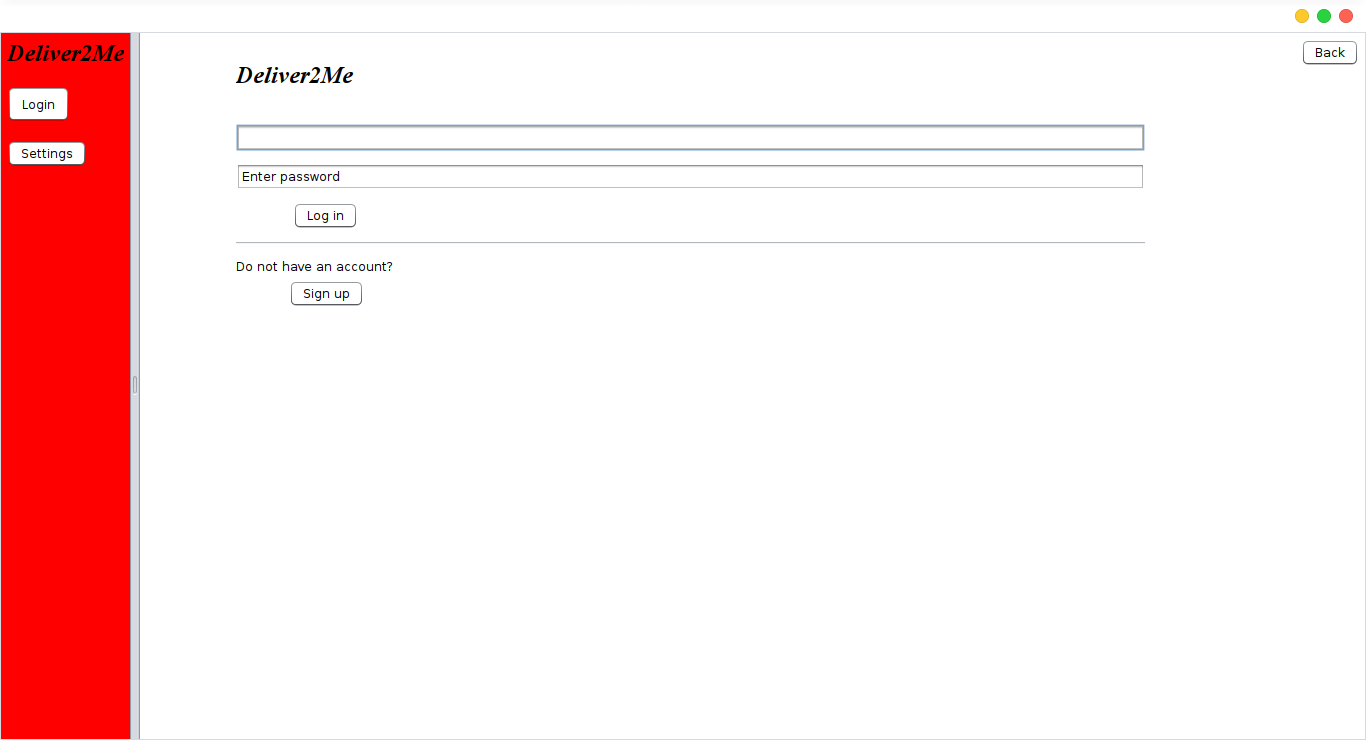 Deliver2Me
Login
Settings
Back
Deliver2Me
Enter password
Log in
Do not have an account?
Sign up